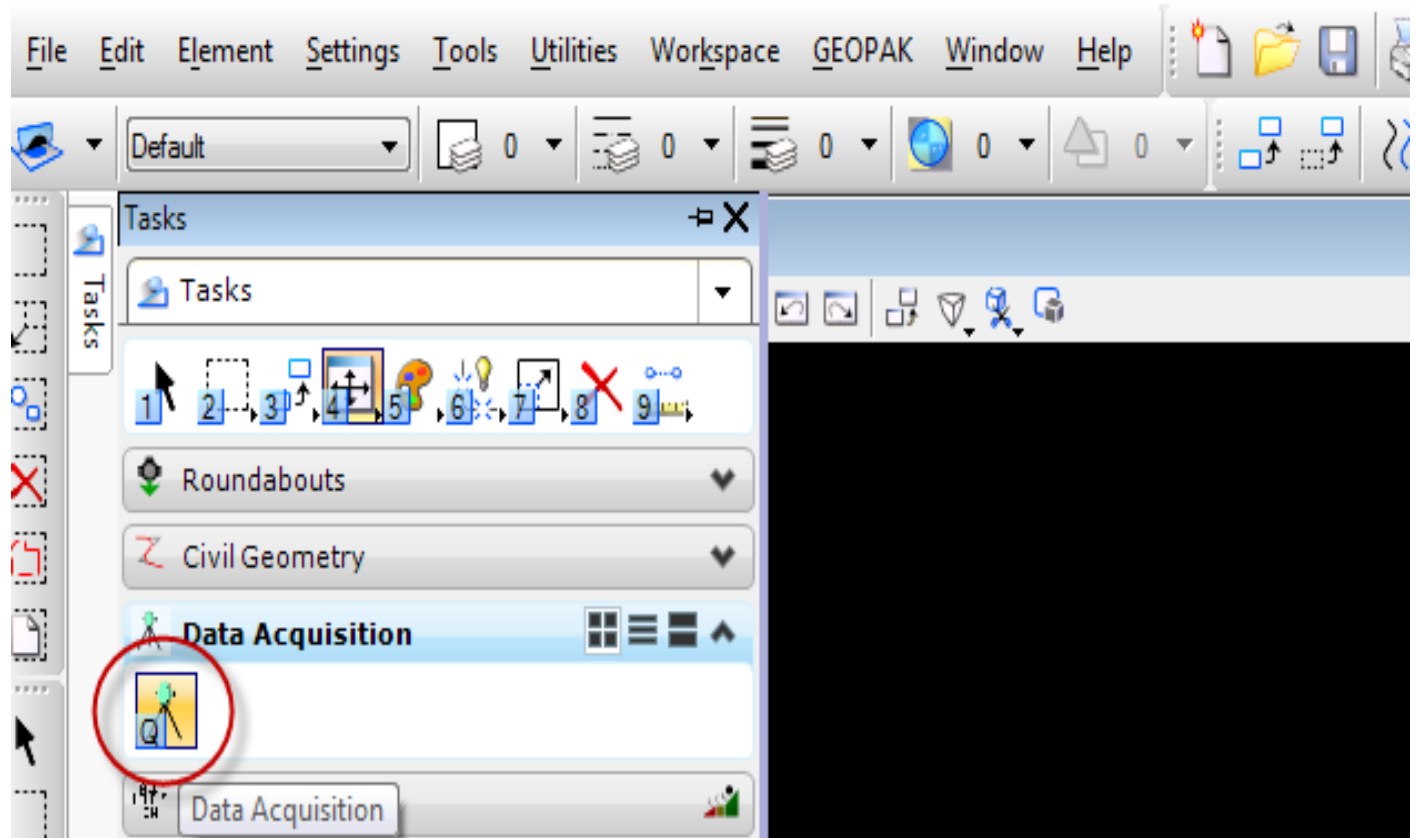 File Edit Element Settings Tools Utilities Workspace GEOPAK Window Help
Default 0 0 0 0 0
Tasks
Tasks
Tasks
1 2 3 4 5 6 7 8 9
Roundabouts
Civil Geometry
Data Acquisition
Q
Data Acquisition